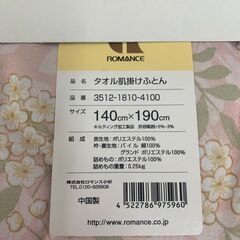 ROMANCE
品 名 タオル肌掛けふとん
品 番 3512-1810-4100
サイズ 140cm×190cm
キルティング加工製品 許容範囲+5%-3%
組 成 表生地：ポリエステル100%
衿・裏生地：パイル 綿100%
グランド ポリエステル100%
詰めもの：ポリエステル100%
詰めもの重量：0.25kg
株式会社ロマンス小杉
TEL.0120-926806
中国製
http://www.romance.co.jp
4 522786 975960